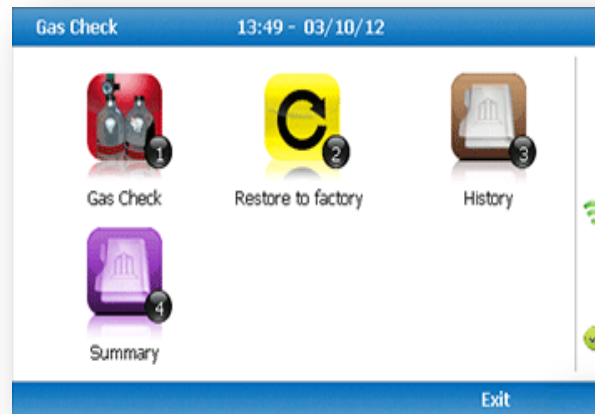 Gas Check 13:49 - 03/10/12
1 2 3
Gas Check Restore to factory History
4
Summary
Exit